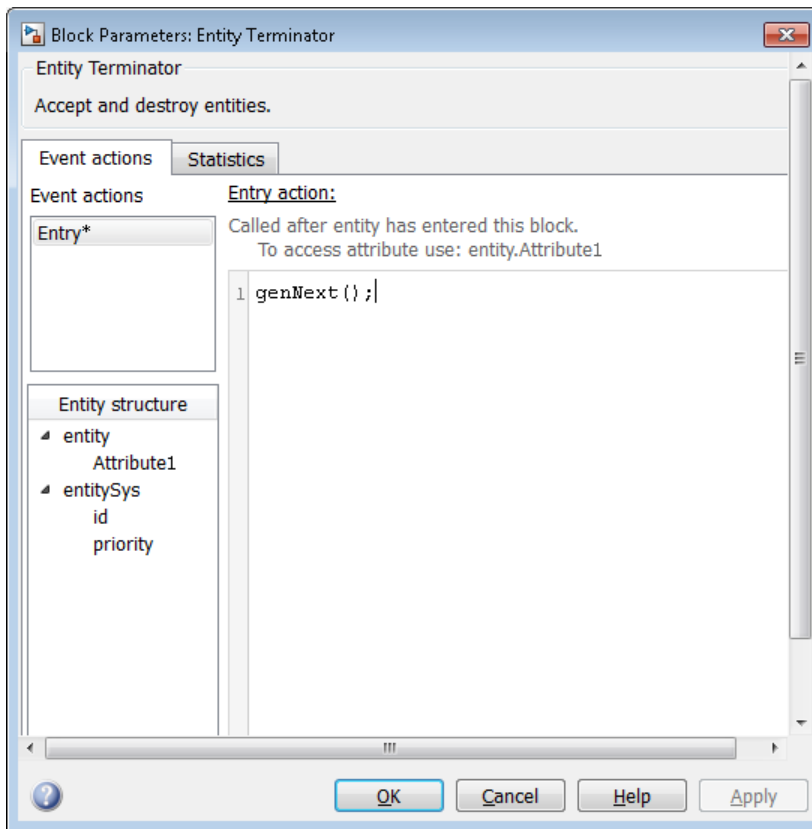 Block Parameters: Entity Terminator
Entity Terminator
Accept and destroy entities.
Event actions
Statistics
Event actions
Entry*
Entry action:
Called after entity has entered this block.
To access attribute use: entity.Attribute1
1 genNext();
Entity structure
entity
Attribute1
entitySys
id
priority
OK
Cancel
Help
Apply